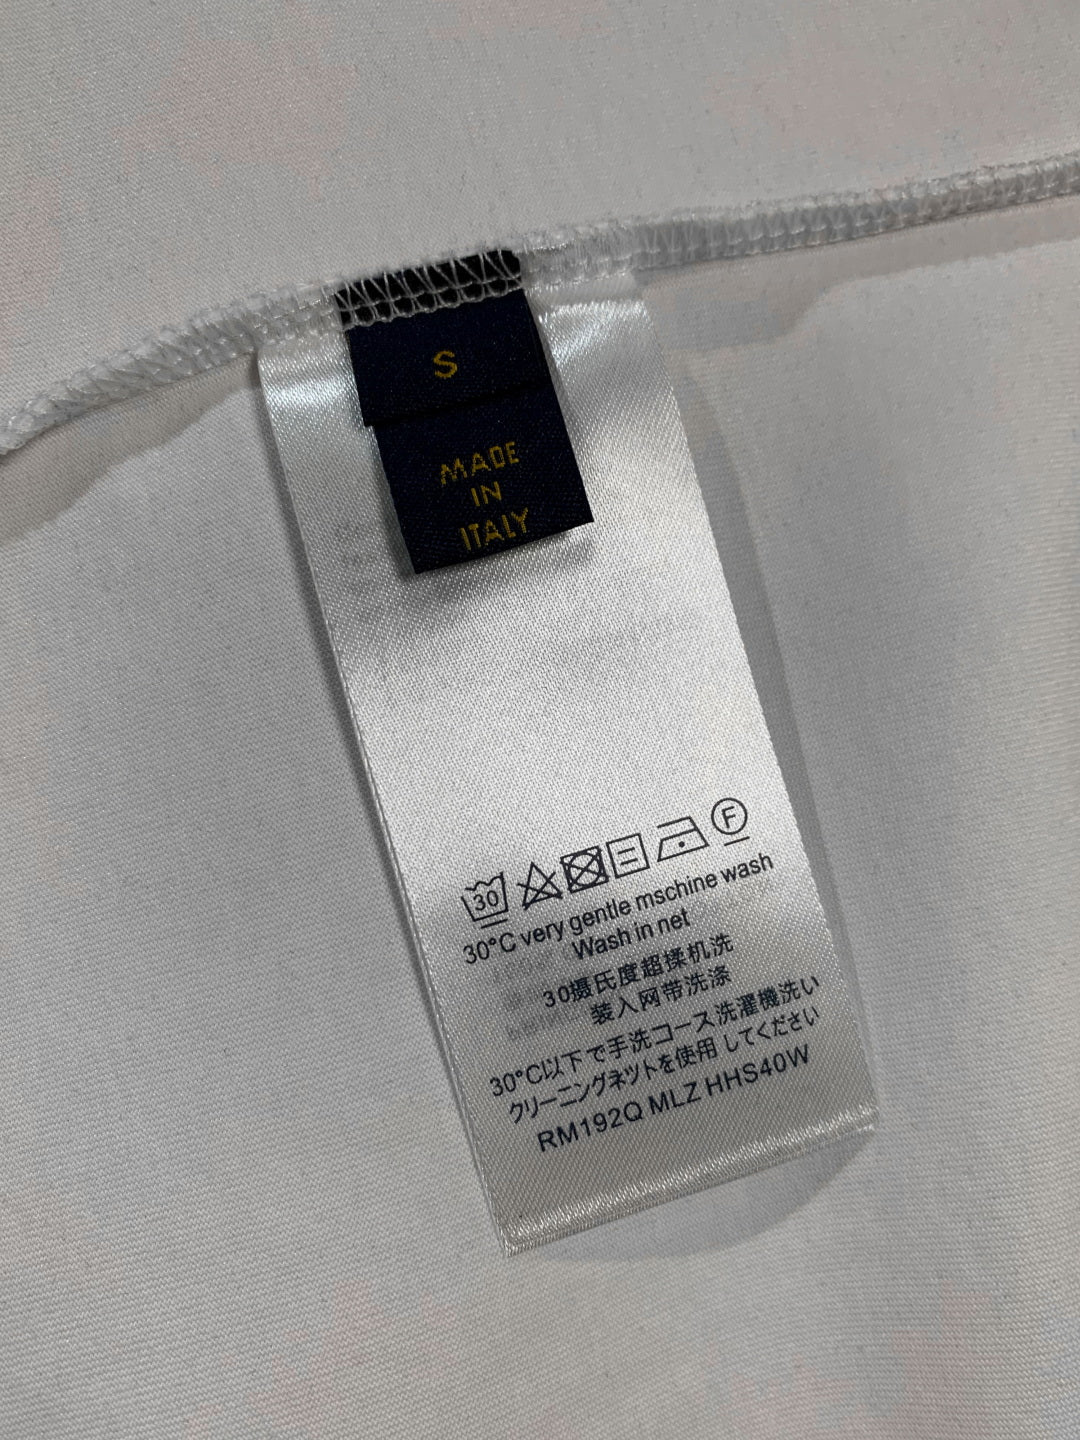 S
MADE
IN
ITALY
30 F
30°C very gentle mschine wash
Wash in net
30摄氏度超揉机洗
装入网带洗涤
30°C以下で手洗コース洗濯機洗い
クリーニングネツトを使用 してください
RM192Q MLZ HHS40W